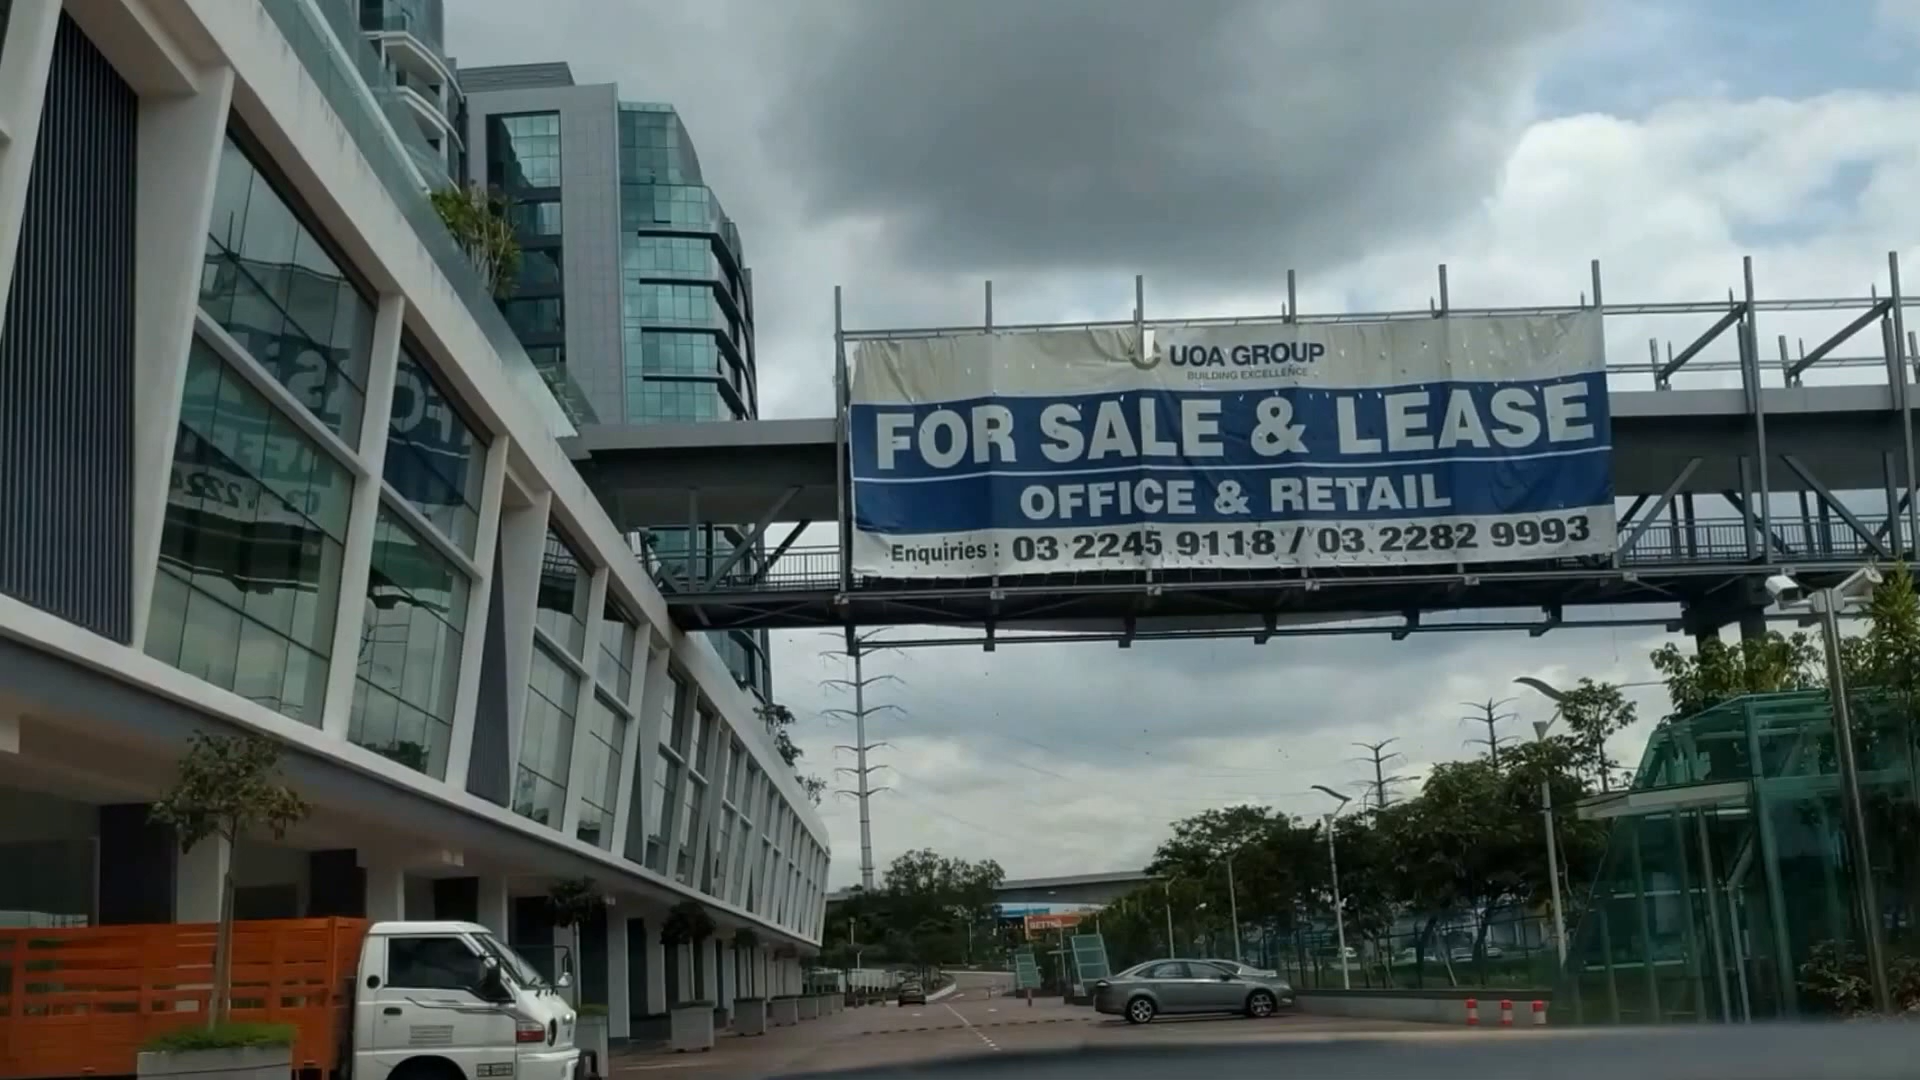 UOA GROUP
BUILDING EXCELLENCE
FOR SALE & LEASE
OFFICE & RETAIL
Enquiries : 03 2245 9118 / 03 2282 9993